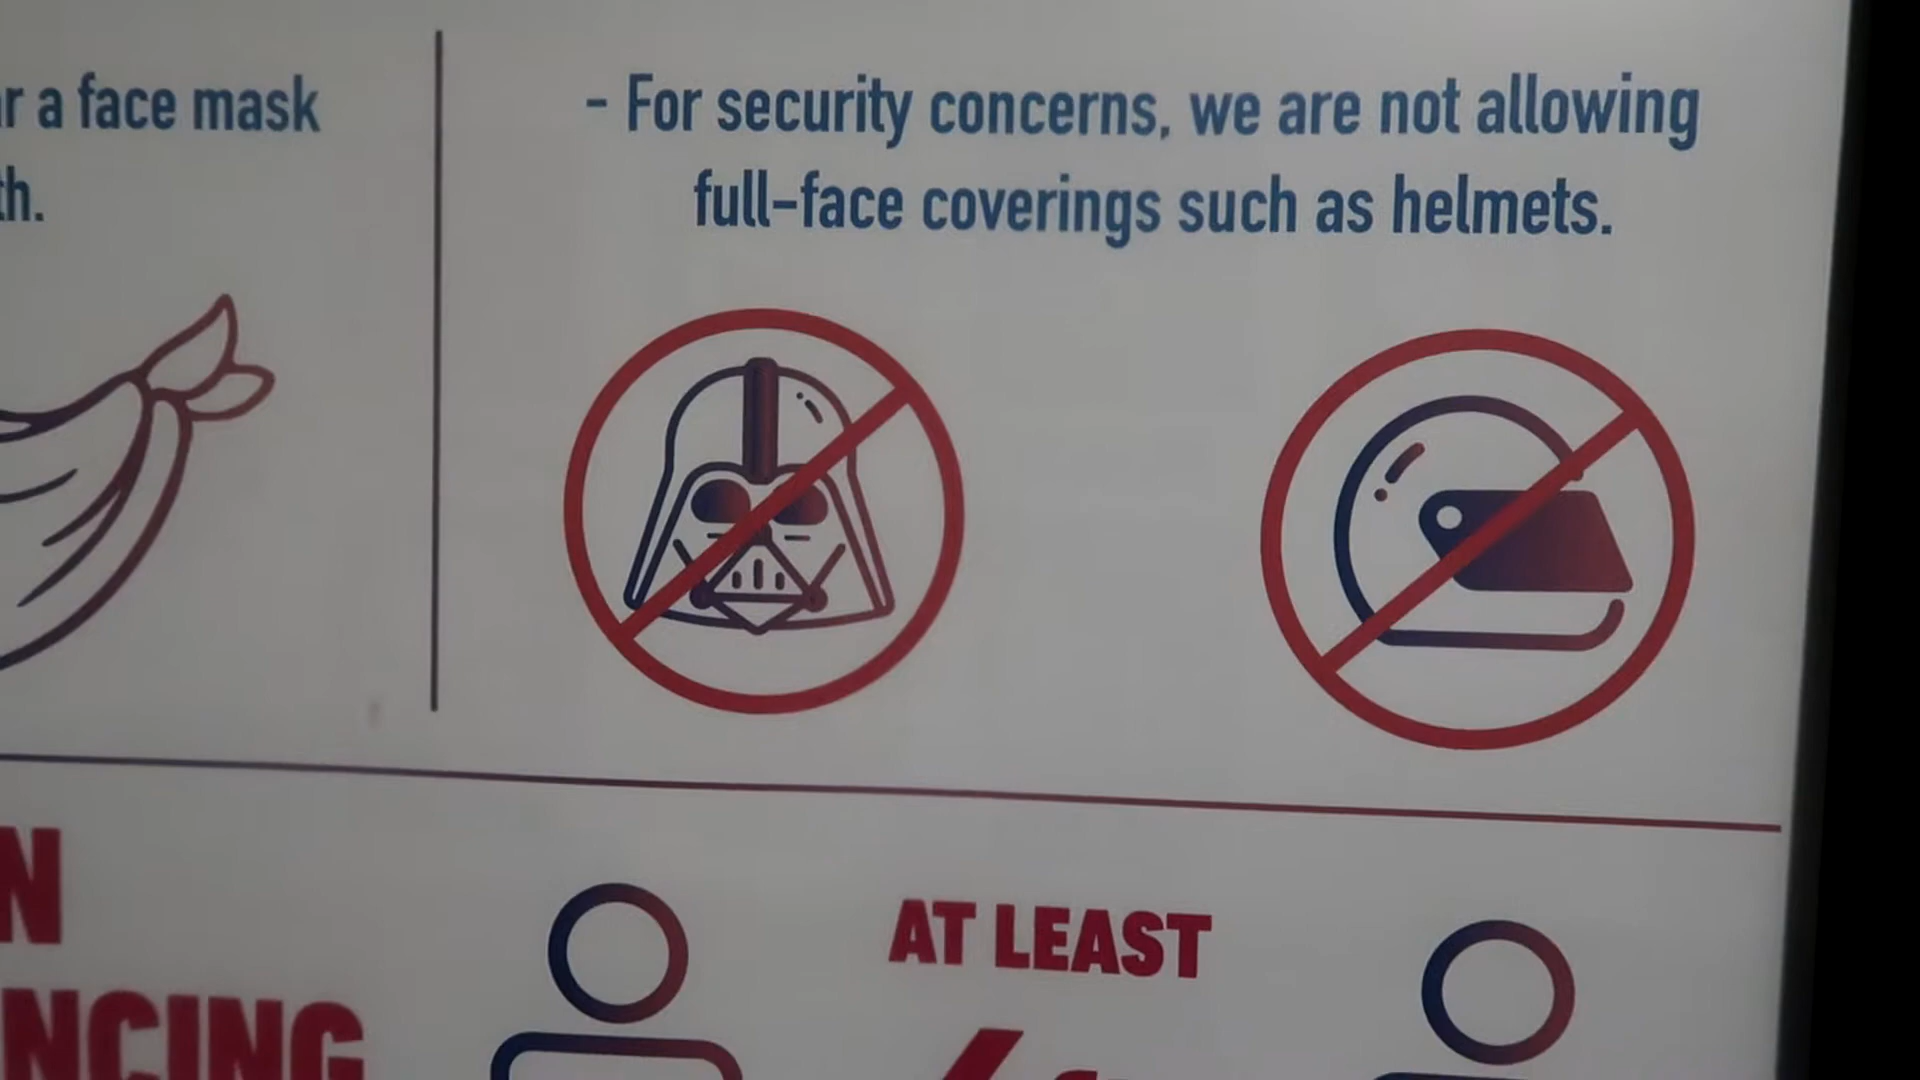 r a face mask
th.
- For security concerns, we are not allowing
full-face coverings such as helmets.
N
NCING
AT LEAST